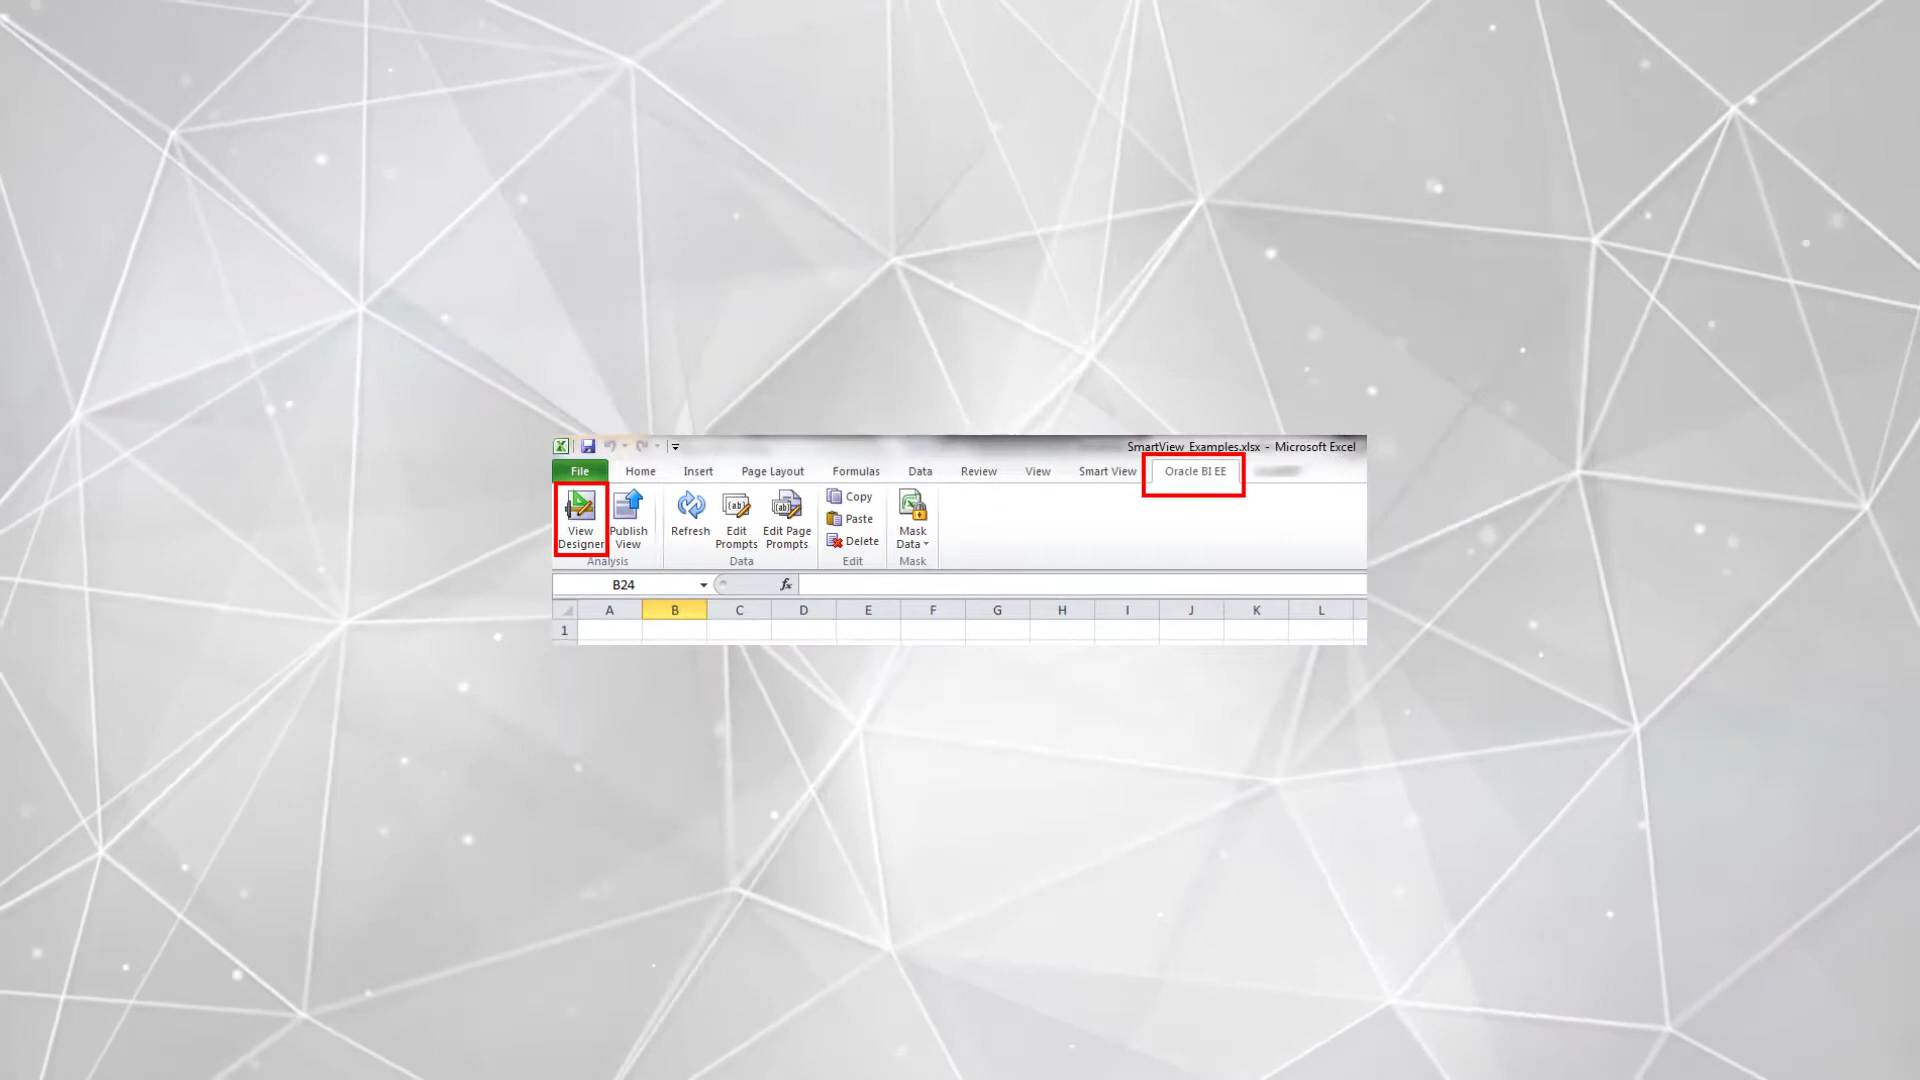 SmartView_Examples.xlsx - Microsoft Excel
File Home Insert Page Layout Formulas Data Review View Smart View Oracle BI EE
View Designer
Publish View
Refresh
Edit Prompts
Edit Page Prompts
Copy
Paste
Delete
Mask Data
Analysis Data Edit Mask
B24 fx
A B C D E F G H I J K L
1